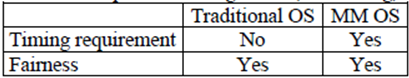 Traditional OS MM OS
Timing requirement No Yes
Fairness Yes Yes